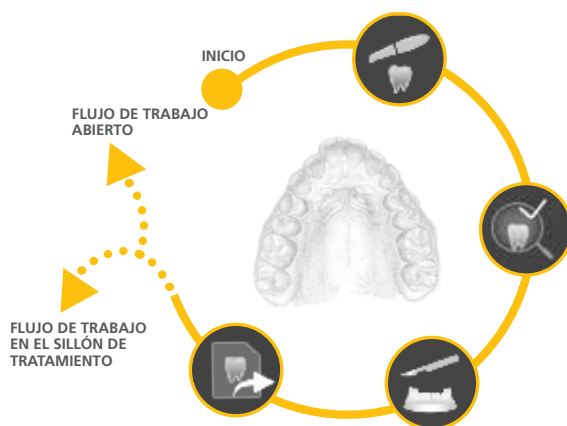 INICIO
FLUJO DE TRABAJO
ABIERTO
FLUJO DE TRABAJO
EN EL SILLÓN DE
TRATAMIENTO